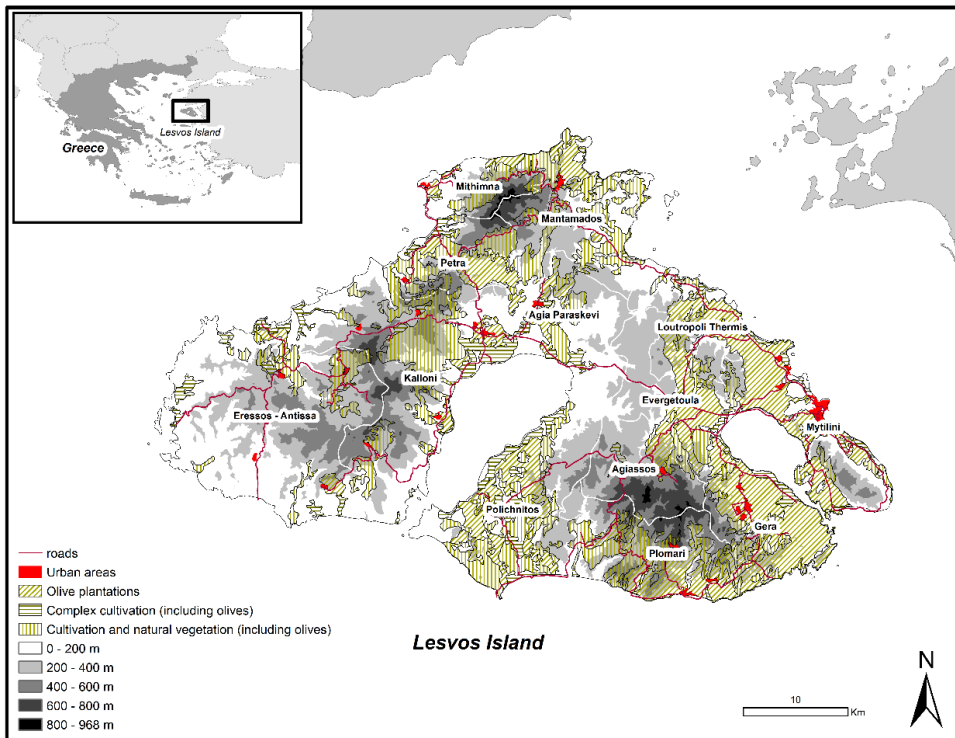 Lesvos Island
Greece
Mithimna
Mantamados
Petra
Agia Paraskevi
Loutropoli Thermis
Kalloni
Evergetoula
Eressos - Antissa
Mytilini
Agiassos
Polichnitos
Gera
Plomari
roads
Urban areas
Olive plantations
Complex cultivation (including olives)
Cultivation and natural vegetation (including olives)
0 - 200 m
200 - 400 m
400 - 600 m
600 - 800 m
800 - 968 m
Lesvos Island
10
Km
N